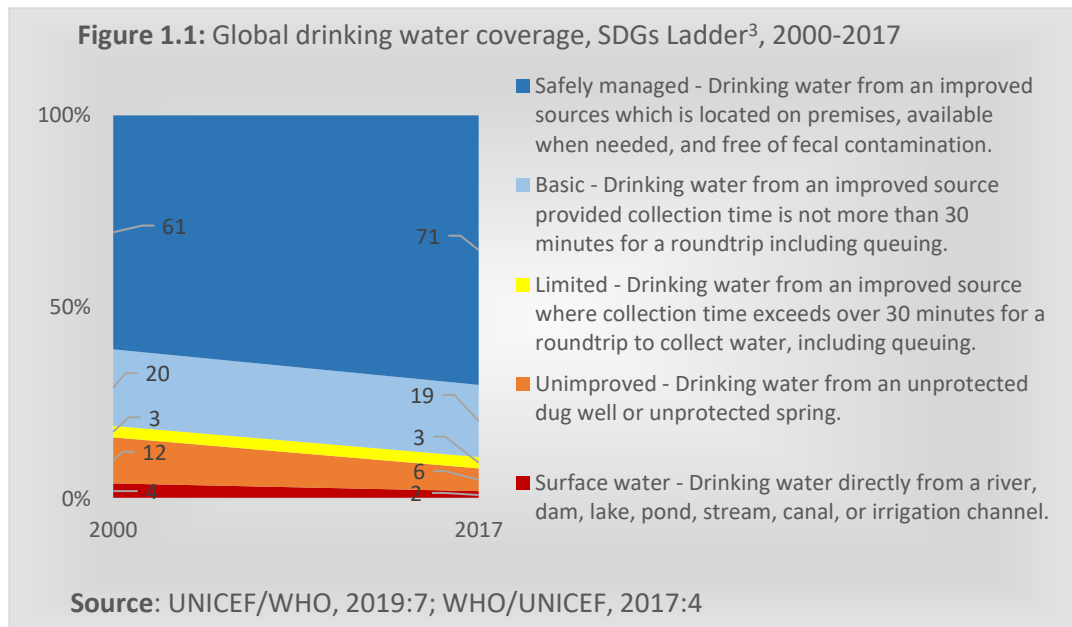 Figure 1.1: Global drinking water coverage, SDGs Ladder³, 2000-2017
100%
50%
0%
61
71
20
19
3
3
12
6
4
2
2000
2017
Safely managed - Drinking water from an improved
sources which is located on premises, available
when needed, and free of fecal contamination.
Basic - Drinking water from an improved source
provided collection time is not more than 30
minutes for a roundtrip including queuing.
Limited - Drinking water from an improved source
where collection time exceeds over 30 minutes for a
roundtrip to collect water, including queuing.
Unimproved - Drinking water from an unprotected
dug well or unprotected spring.
Surface water - Drinking water directly from a river,
dam, lake, pond, stream, canal, or irrigation channel.
Source: UNICEF/WHO, 2019:7; WHO/UNICEF, 2017:4